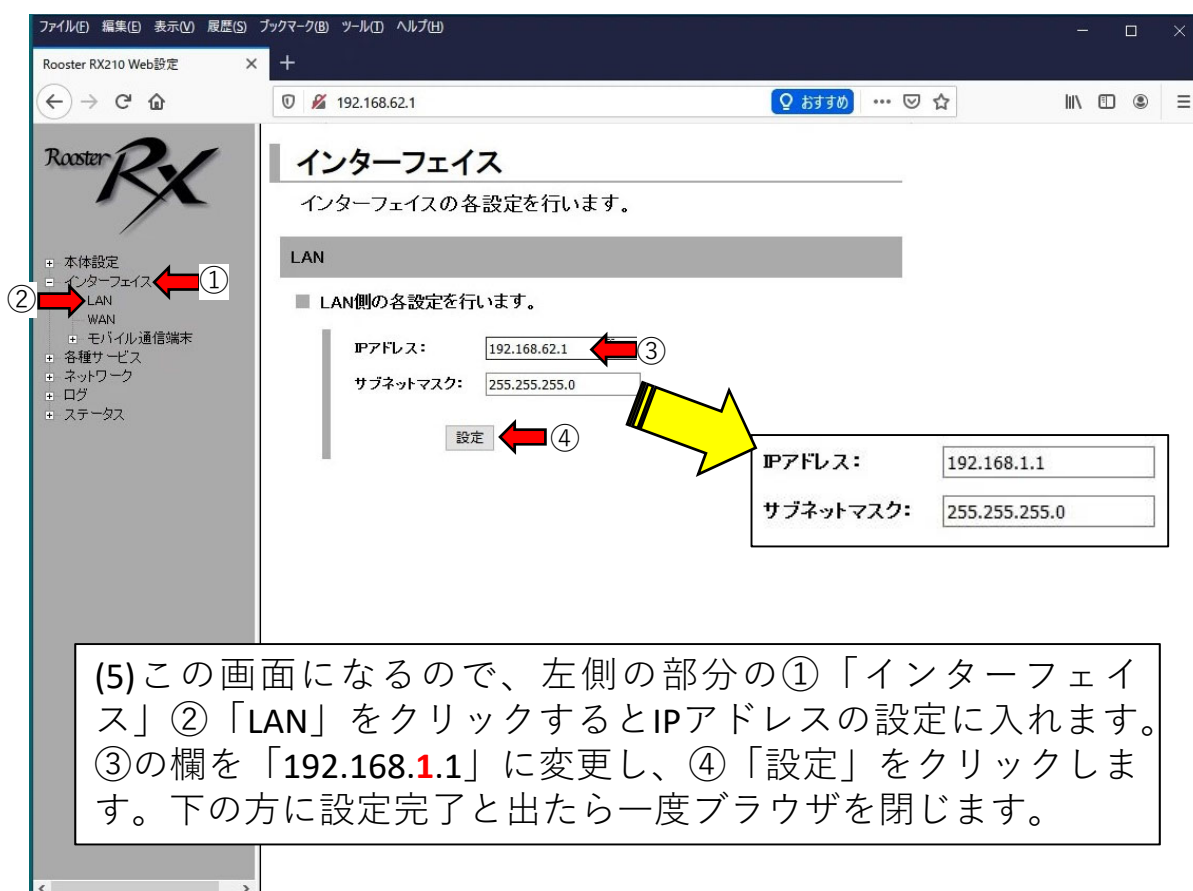 ファイル(F) 編集(E) 表示(V) 履歴(S) ブックマーク(B) ツール(T) ヘルプ(H)
Rooster RX210 Web設定
192.168.62.1
おすすめ
Rooster RX
本体設定
インターフェイス
①
②
LAN
WAN
モバイル通信端末
各種サービス
ネットワーク
ログ
ステータス
インターフェイス
インターフェイスの各設定を行います。
LAN
LAN側の各設定を行います。
IPアドレス: 192.168.62.1 ③
サブネットマスク: 255.255.255.0
設定 ④
IPアドレス: 192.168.1.1
サブネットマスク: 255.255.255.0
(5)この画面になるので、左側の部分の①「インターフェイ
ス」②「LAN」をクリックするとIPアドレスの設定に入れます。
③の欄を「192.168.1.1」に変更し、④「設定」をクリックしま
す。下の方に設定完了と出たら一度ブラウザを閉じます。